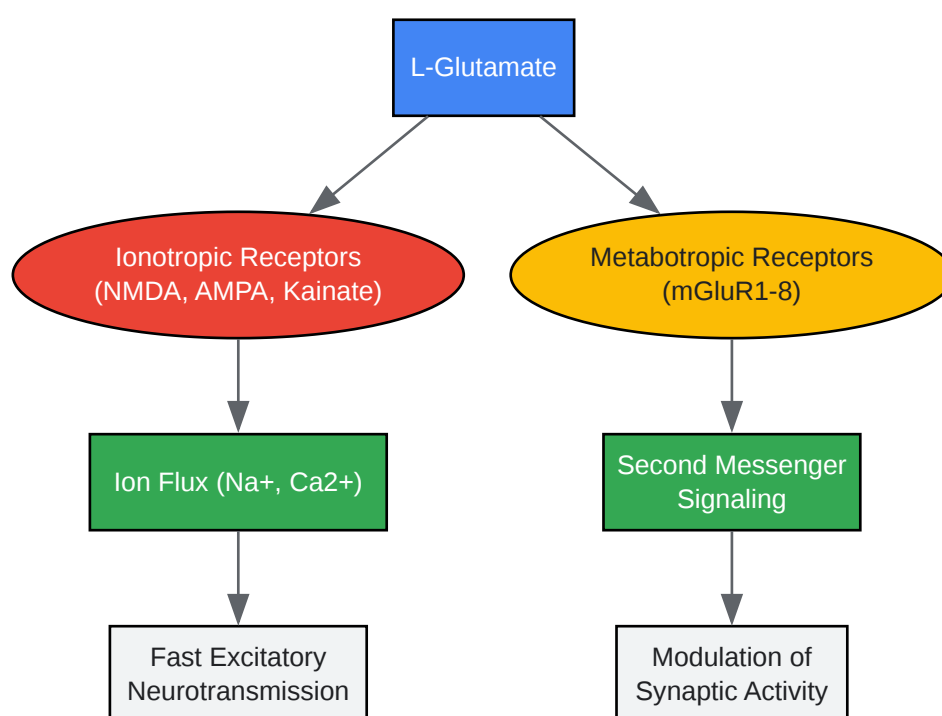 L-Glutamate
Ionotropic Receptors
(NMDA, AMPA, Kainate)
Metabotropic Receptors
(mGluR1-8)
Ion Flux (Na+, Ca2+)
Second Messenger
Signaling
Fast Excitatory
Neurotransmission
Modulation of
Synaptic Activity